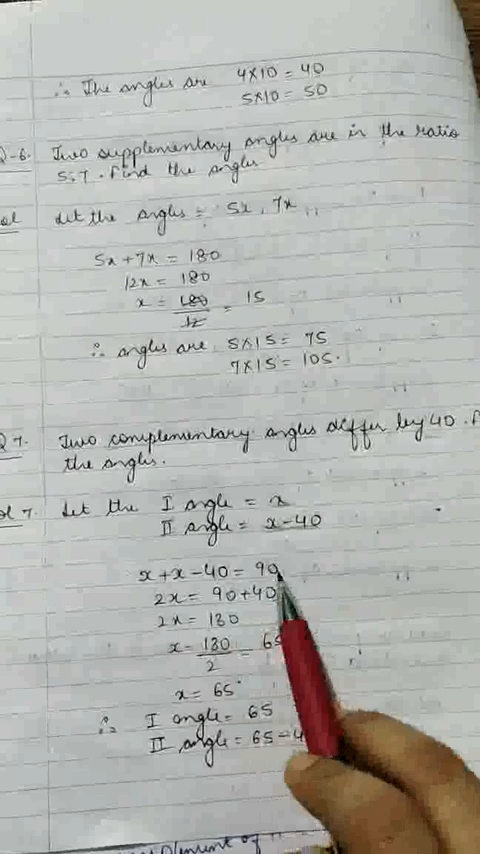 ∴ The angles are 4×10 = 40
5×10 = 50
Q-6. Two supplementary angles are in the ratio
5:7. Find the angles
Let the angles = 5x, 7x
5x + 7x = 180
12x = 180
x = 180/12 = 15
∴ angles are 5×15 = 75
7×15 = 105.
Q 7. Two complementary angles differ by 40.
the angles.
Sol 7. Let the I angle = x
II angle = x-40
x + x - 40 = 90
2x = 90+40
2x = 130
x = 130/2 65
x = 65°
∴ I angle = 65
II angle = 65-4